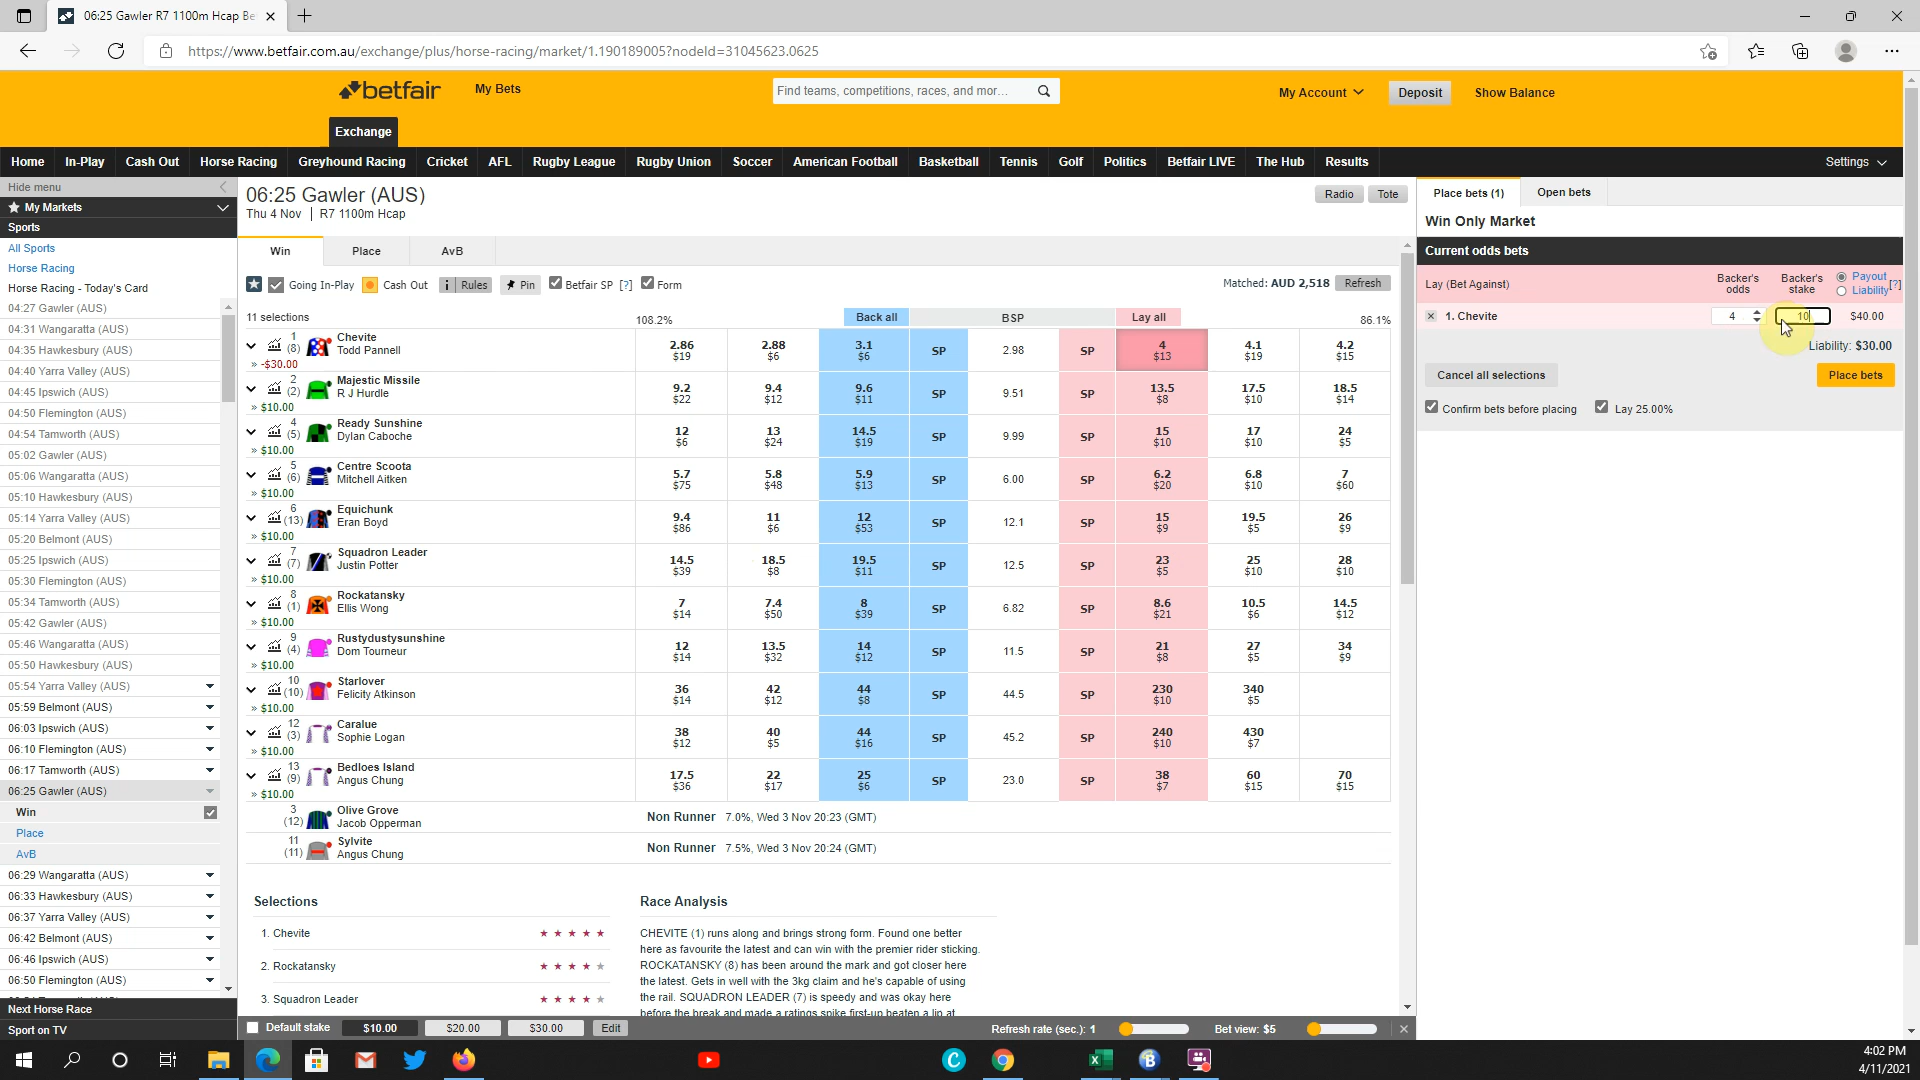 06:25 Gawler R7 1100m Hcap Be
https://www.betfair.com.au/exchange/plus/horse-racing/market/1.190189005?nodeId=31045623.0625
betfair
My Bets
Find teams, competitions, races, and mor...
My Account
Deposit
Show Balance
Exchange
Home In-Play Cash Out Horse Racing Greyhound Racing Cricket AFL Rugby League Rugby Union Soccer American Football Basketball Tennis Golf Politics Betfair LIVE The Hub Results Settings
Hide menu
My Markets
Sports
All Sports
Horse Racing
Horse Racing - Today's Card
04:27 Gawler (AUS)
04:31 Wangaratta (AUS)
04:35 Hawkesbury (AUS)
04:40 Yarra Valley (AUS)
04:45 Ipswich (AUS)
04:50 Flemington (AUS)
04:54 Tamworth (AUS)
05:02 Gawler (AUS)
05:06 Wangaratta (AUS)
05:10 Hawkesbury (AUS)
05:14 Yarra Valley (AUS)
05:20 Belmont (AUS)
05:25 Ipswich (AUS)
05:30 Flemington (AUS)
05:34 Tamworth (AUS)
05:42 Gawler (AUS)
05:46 Wangaratta (AUS)
05:50 Hawkesbury (AUS)
05:54 Yarra Valley (AUS)
05:59 Belmont (AUS)
06:03 Ipswich (AUS)
06:10 Flemington (AUS)
06:17 Tamworth (AUS)
06:25 Gawler (AUS)
Win
Place
AvB
06:29 Wangaratta (AUS)
06:33 Hawkesbury (AUS)
06:37 Yarra Valley (AUS)
06:42 Belmont (AUS)
06:46 Ipswich (AUS)
06:50 Flemington (AUS)
Next Horse Race
Sport on TV
06:25 Gawler (AUS)
Thu 4 Nov | R7 1100m Hcap
Radio Tote
Win Place AvB
Going In-Play Cash Out i Rules Pin Betfair SP [?] Form
Matched: AUD 2,518 Refresh
11 selections 108.2% Back all BSP Lay all 86.1%
1 Chevite 2.86 2.88 3.1 SP 2.98 SP 4 4.1 4.2
(8) Todd Pannell $19 $6 $6 $13 $19 $15
» -$30.00
2 Majestic Missile 9.2 9.4 9.6 SP 9.51 SP 13.5 17.5 18.5
(2) R J Hurdle $22 $12 $11 $8 $10 $14
» $10.00
4 Ready Sunshine 12 13 14.5 SP 9.99 SP 15 17 24
(5) Dylan Caboche $6 $24 $19 $10 $10 $5
» $10.00
5 Centre Scoota 5.7 5.8 5.9 SP 6.00 SP 6.2 6.8 7
(6) Mitchell Aitken $75 $48 $13 $20 $10 $60
» $10.00
6 Equichunk 9.4 11 12 SP 12.1 SP 15 19.5 26
(13) Eran Boyd $86 $6 $53 $9 $5 $9
» $10.00
7 Squadron Leader 14.5 18.5 19.5 SP 12.5 SP 23 25 28
(7) Justin Potter $39 $8 $11 $5 $10 $10
» $10.00
8 Rockatansky 7 7.4 8 SP 6.82 SP 8.6 10.5 14.5
(1) Ellis Wong $14 $50 $39 $21 $6 $12
» $10.00
9 Rustydustysunshine 12 13.5 14 SP 11.5 SP 21 27 34
(4) Dom Tourneur $14 $32 $12 $8 $5 $9
» $10.00
10 Starlover 36 42 44 SP 44.5 SP 230 340
(10) Felicity Atkinson $14 $12 $8 $10 $5
» $10.00
12 Caralue 38 40 44 SP 45.2 SP 240 430
(3) Sophie Logan $12 $5 $16 $10 $7
» $10.00
13 Bedloes Island 17.5 22 25 SP 23.0 SP 38 60 70
(9) Angus Chung $36 $17 $6 $7 $15 $15
» $10.00
3 Olive Grove
(12) Jacob Opperman
Non Runner 7.0%, Wed 3 Nov 20:23 (GMT)
11 Sylvite
(11) Angus Chung
Non Runner 7.5%, Wed 3 Nov 20:24 (GMT)
Selections
1. Chevite
2. Rockatansky
3. Squadron Leader
Race Analysis
CHEVITE (1) runs along and brings strong form. Found one better
here as favourite the latest and can win with the premier rider sticking.
ROCKATANSKY (8) has been around the mark and got closer here
the latest. Gets in well with the 3kg claim and he's capable of using
the rail. SQUADRON LEADER (7) is speedy and was okay here
before the break and made a ratings spike first-up beaten a lip at
Default stake $10.00 $20.00 $30.00 Edit Refresh rate (sec.): 1 Bet view: $5
Place bets (1) Open bets
Win Only Market
Current odds bets
Lay (Bet Against)
Backer's odds
Backer's stake
Payout
Liability [?]
1. Chevite 4 10 $40.00
Liability: $30.00
Cancel all selections Place bets
Confirm bets before placing Lay 25.00%
4:02 PM
4/11/2021